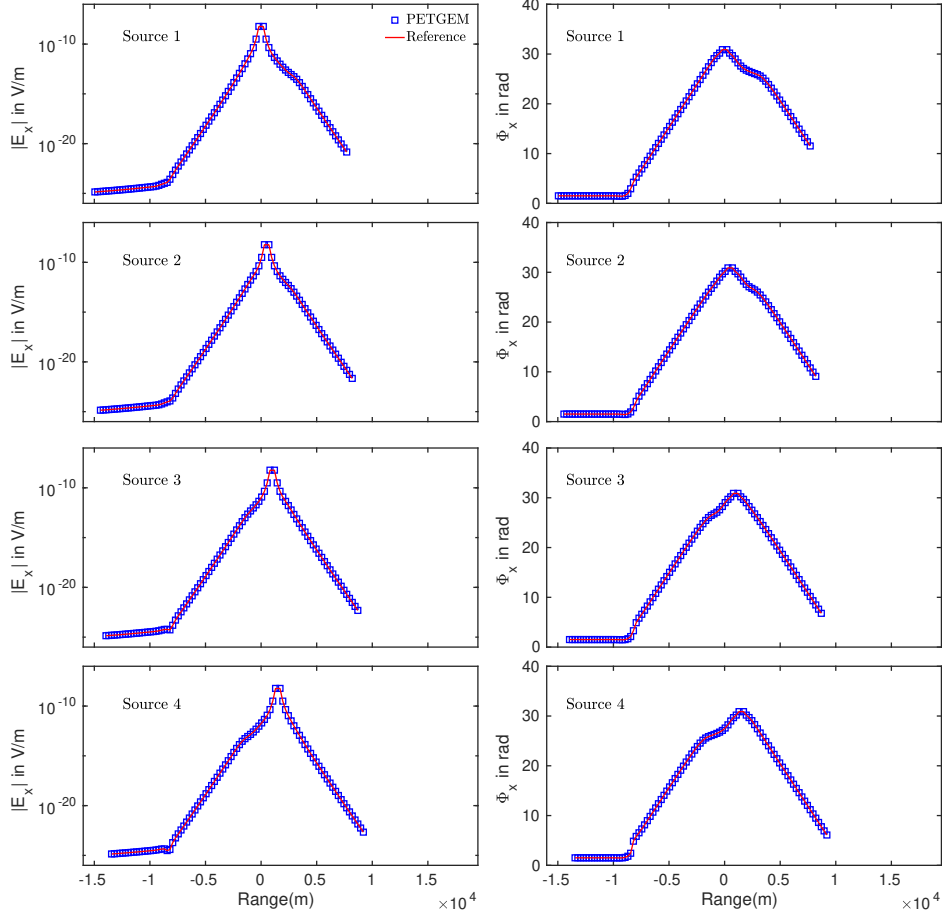 Source 1
PETGEM
Reference
|E_x| in V/m
10^-10
10^-20
Source 1
Φ_x in rad
40
30
20
10
0
Source 2
|E_x| in V/m
10^-10
10^-20
Source 2
Φ_x in rad
40
30
20
10
0
Source 3
|E_x| in V/m
10^-10
10^-20
Source 3
Φ_x in rad
40
30
20
10
0
Source 4
|E_x| in V/m
10^-10
10^-20
-1.5 -1 -0.5 0 0.5 1 1.5
Range(m)
×10^4
Source 4
Φ_x in rad
40
30
20
10
0
-1.5 -1 -0.5 0 0.5 1 1.5
Range(m)
×10^4